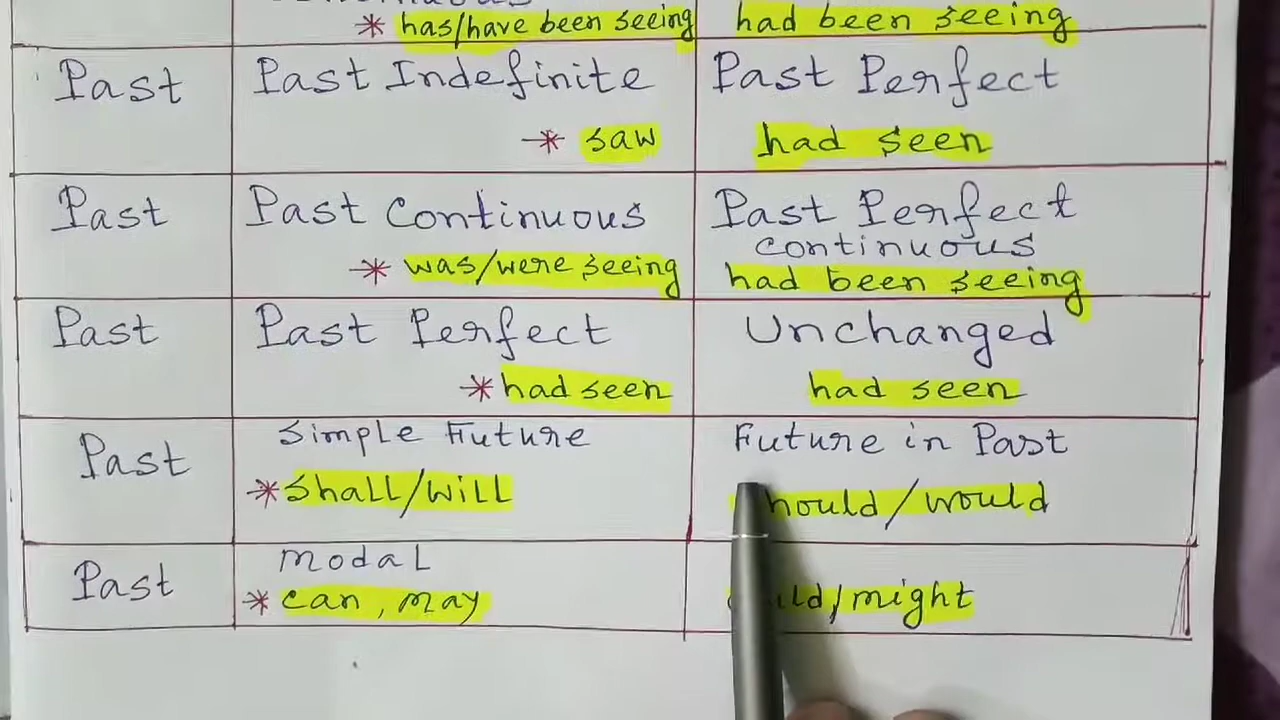 * has/have been seeing had been seeing
Past Past Indefinite Past Perfect
* saw had seen
Past Past Continuous Past Perfect
continuous
* was/were seeing had been seeing
Past Past Perfect Unchanged
* had seen had seen
Past Simple Future Future in Past
* Shall/Will would
Past Modal
* can, may might